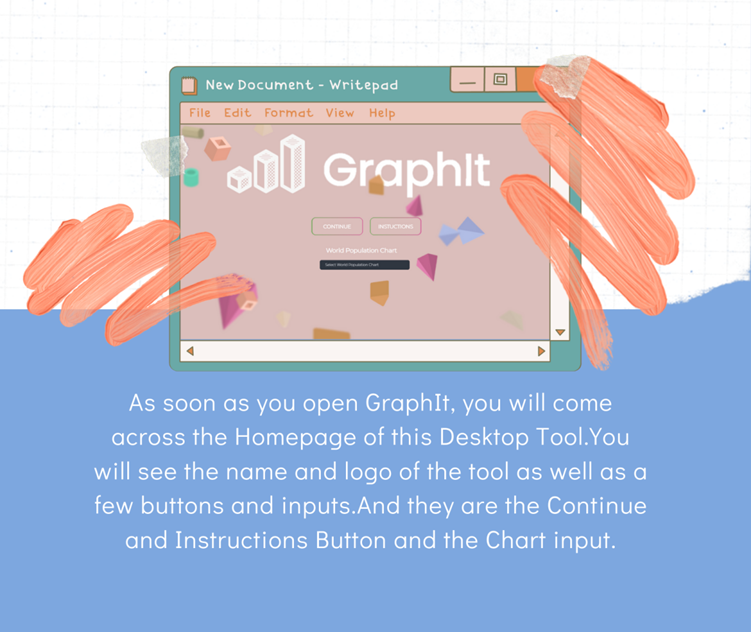 New Document - Writepad
File Edit Format View Help
GraphIt
CONTINUE INSTUCTIONS
World Population Chart
Select World Population Chart
As soon as you open GraphIt, you will come
across the Homepage of this Desktop Tool.You
will see the name and logo of the tool as well as a
few buttons and inputs.And they are the Continue
and Instructions Button and the Chart input.